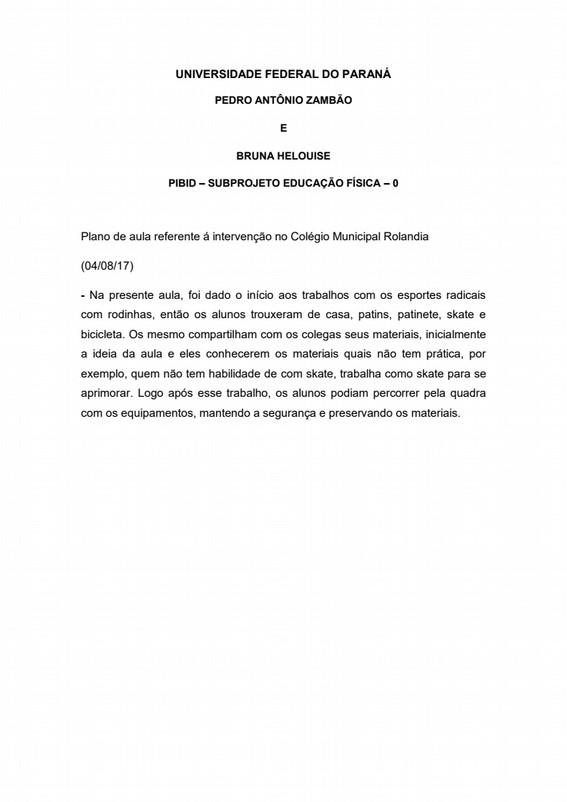 UNIVERSIDADE FEDERAL DO PARANÁ
PEDRO ANTÔNIO ZAMBÃO
E
BRUNA HELOUISE
PIBID – SUBPROJETO EDUCAÇÃO FÍSICA – 0
Plano de aula referente á intervenção no Colégio Municipal Rolandia
(04/08/17)
- Na presente aula, foi dado o início aos trabalhos com os esportes radicais
com rodinhas, então os alunos trouxeram de casa, patins, patinete, skate e
bicicleta. Os mesmo compartilham com os colegas seus materiais, inicialmente
a ideia da aula e eles conhecerem os materiais quais não tem prática, por
exemplo, quem não tem habilidade de com skate, trabalha como skate para se
aprimorar. Logo após esse trabalho, os alunos podiam percorrer pela quadra
com os equipamentos, mantendo a segurança e preservando os materiais.